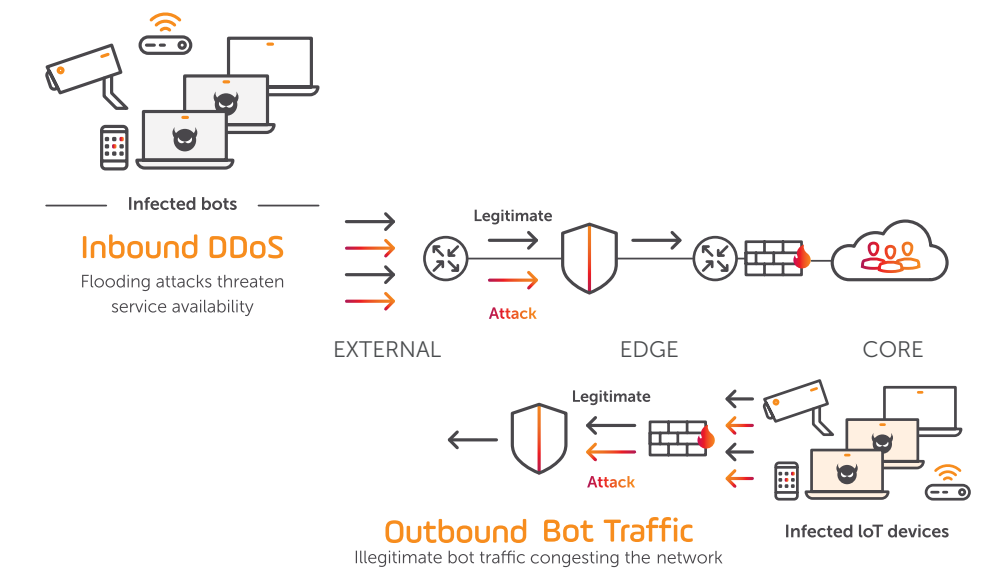 Infected bots
Inbound DDoS
Flooding attacks threaten
service availability
Legitimate
Attack
EXTERNAL
EDGE
CORE
Legitimate
Attack
Outbound Bot Traffic
Illegitimate bot traffic congesting the network
Infected IoT devices